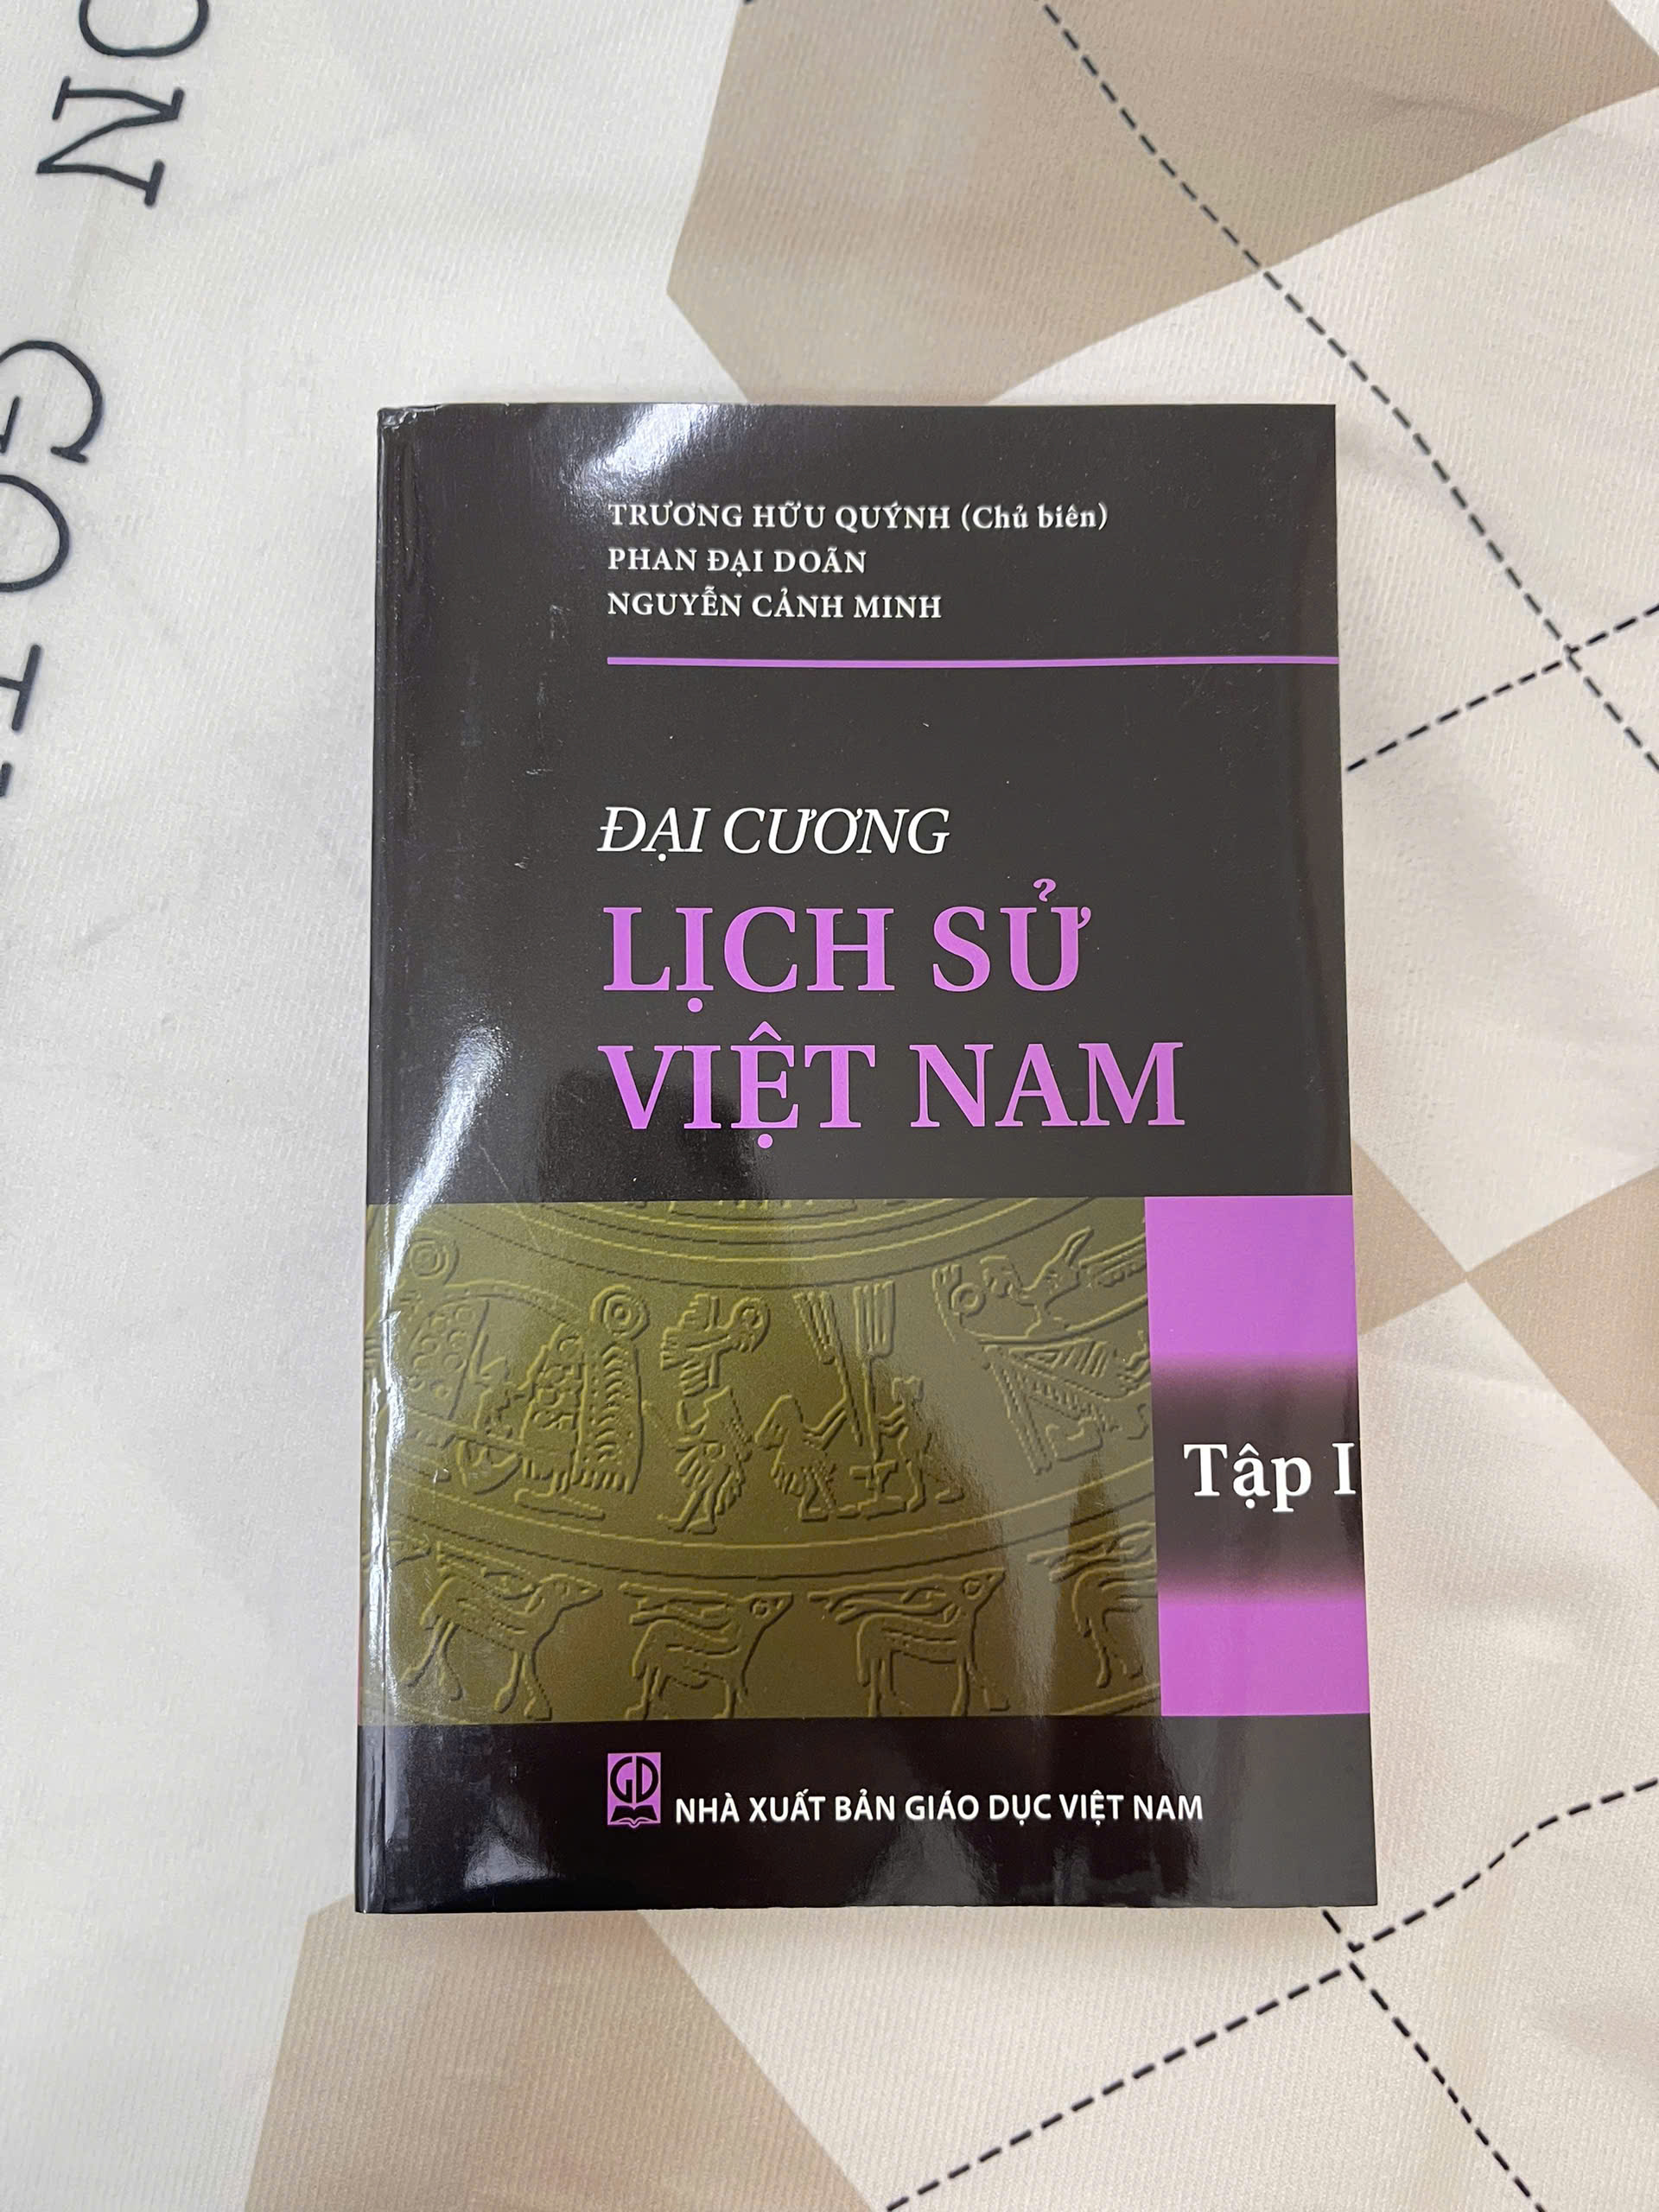 TRƯƠNG HỮU QUÝNH (Chủ biên)
PHAN ĐẠI DOÃN
NGUYỄN CẢNH MINH
ĐẠI CƯƠNG
LỊCH SỬ
VIỆT NAM
Tập I
GD
NHÀ XUẤT BẢN GIÁO DỤC VIỆT NAM